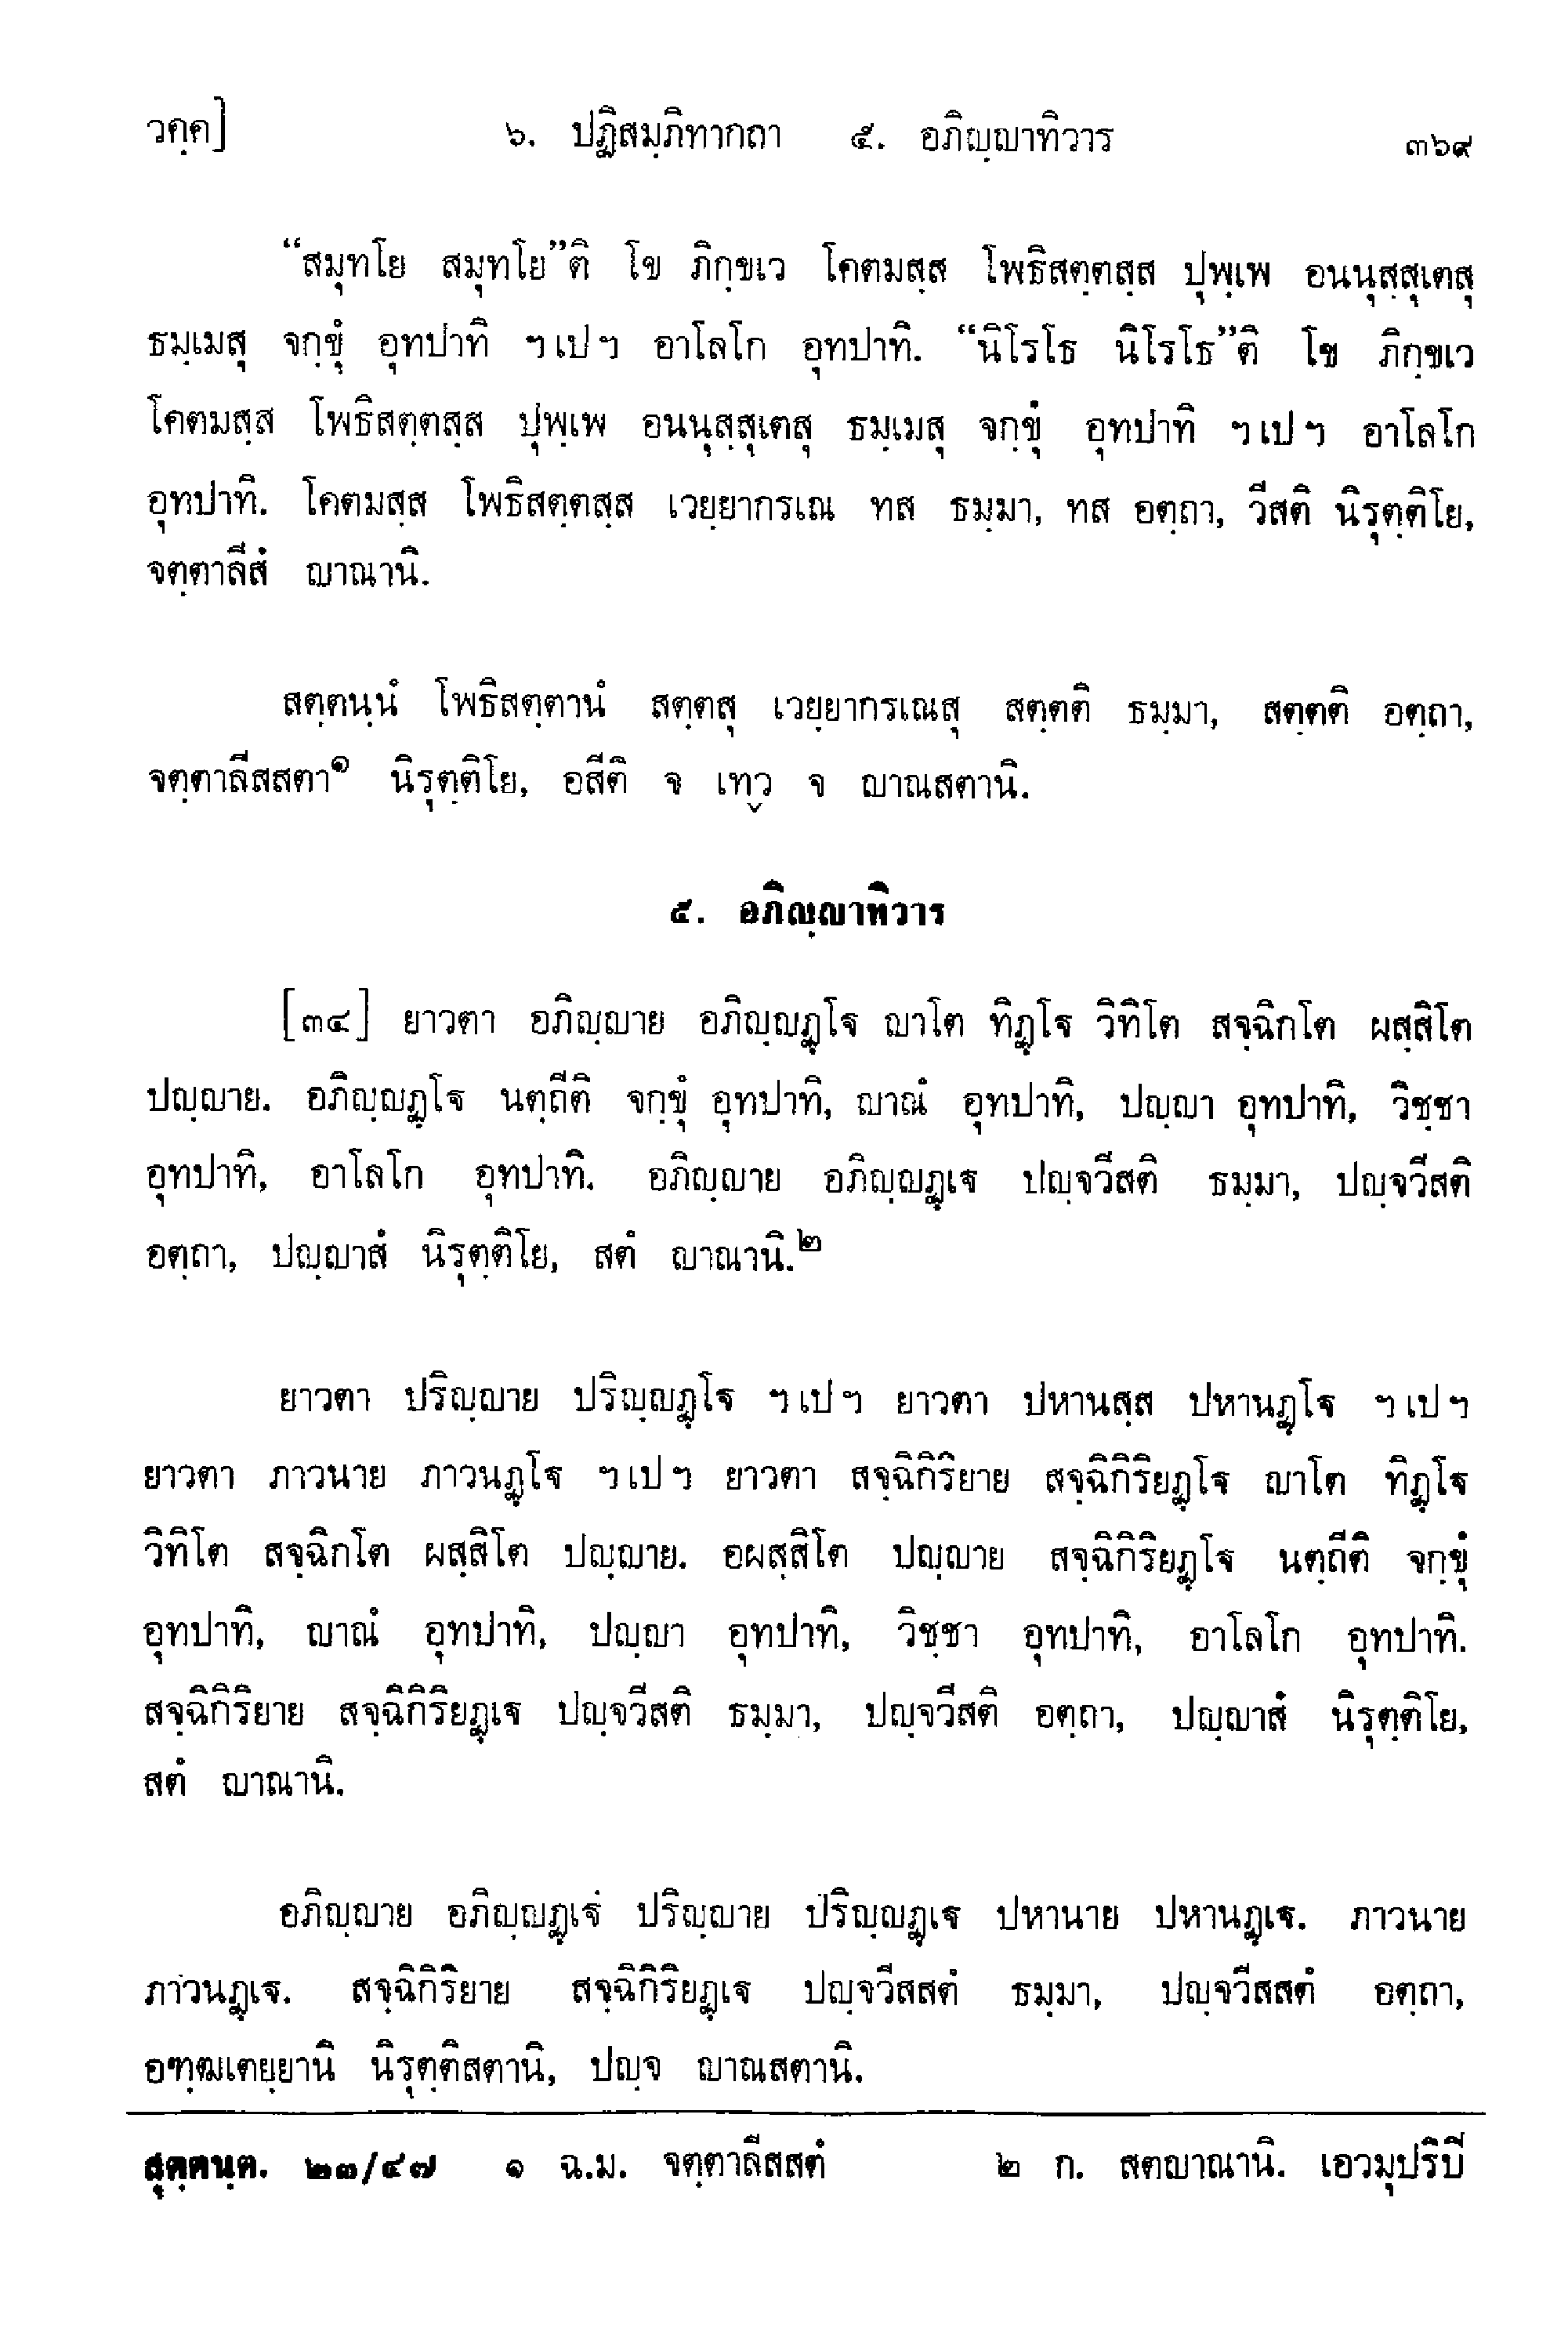 วคฺค]	๖. ปฏิสมฺภิทากถา ๕. อภิญฺญาทิวาร	๓๖๙
“สมุทโย สมุทโย”ติ โข ภิกฺขเว โคตมสฺส โพธิสตฺตสฺส ปุพฺเพ อนนุสฺสุเตสุ
ธมฺเมสุ จกฺขุํ อุทปาทิ ฯเปฯ อาโลโก อุทปาทิ. “นิโรโธ นิโรโธ”ติ โข ภิกฺขเว
โคตมสฺส โพธิสตฺตสฺส ปุพฺเพ อนนุสฺสุเตสุ ธมฺเมสุ จกฺขุํ อุทปาทิ ฯเปฯ อาโลโก
อุทปาทิ. โคตมสฺส โพธิสตฺตสฺส เวยฺยากรเณ ทส ธมฺมา, ทส อตฺถา, วีสติ นิรุตฺติโย,
จตฺตาลีสํ ญาณานิ.
สตฺตนฺนํ โพธิสตฺตานํ สตฺตสุ เวยฺยากรเณสุ สตฺตติ ธมฺมา, สตฺตติ อตฺถา,
จตฺตาลีสสตา๑ นิรุตฺติโย, อสีติ จ เทฺว จ ญาณสตานิ.
๕. อภิญฺญาทิวาร
[๓๔] ยาวตา อภิญฺญาย อภิญฺญฏฺโฐ ญาโต ทิฏฺโฐ วิทิโต สจฺฉิกโต ผสฺสิโต
ปญฺญาย. อภิญฺญฏฺโฐ นตฺถีติ จกฺขุํ อุทปาทิ, ญาณํ อุทปาทิ, ปญฺญา อุทปาทิ, วิชฺชา
อุทปาทิ, อาโลโก อุทปาทิ. อภิญฺญาย อภิญฺญฏฺเฐ ปญฺจวีสติ ธมฺมา, ปญฺจวีสติ
อตฺถา, ปญฺญาสํ นิรุตฺติโย, สตํ ญาณานิ.๒
ยาวตา ปริญฺญาย ปริญฺญฏฺโฐ ฯเปฯ ยาวตา ปหานสฺส ปหานฏฺโฐ ฯเปฯ
ยาวตา ภาวนาย ภาวนฏฺโฐ ฯเปฯ ยาวตา สจฺฉิกิริยาย สจฺฉิกิริยฏฺโฐ ญาโต ทิฏฺโฐ
วิทิโต สจฺฉิกโต ผสฺสิโต ปญฺญาย. อผสฺสิโต ปญฺญาย สจฺฉิกิริยฏฺโฐ นตฺถีติ จกฺขุํ
อุทปาทิ, ญาณํ อุทปาทิ, ปญฺญา อุทปาทิ, วิชฺชา อุทปาทิ, อาโลโก อุทปาทิ.
สจฺฉิกิริยาย สจฺฉิกิริยฏฺเฐ ปญฺจวีสติ ธมฺมา, ปญฺจวีสติ อตฺถา, ปญฺญาสํ นิรุตฺติโย,
สตํ ญาณานิ.
อภิญฺญาย อภิญฺญฏฺเฐ ปริญฺญาย ปริญฺญฏฺเฐ ปหานาย ปหานฏฺเฐ. ภาวนาย
ภาวนฏฺเฐ. สจฺฉิกิริยาย สจฺฉิกิริยฏฺเฐ ปญฺจวีสสตํ ธมฺมา, ปญฺจวีสสตํ อตฺถา,
อฑฺฒเตยฺยานิ นิรุตฺติสตานิ, ปญฺจ ญาณสตานิ.
สุตฺตนฺต. ๒๓/๔๗ ๑ ฉ.ม. จตฺตาลีสสตํ ๒ ก. สตญาณานิ. เอวมุปริปี